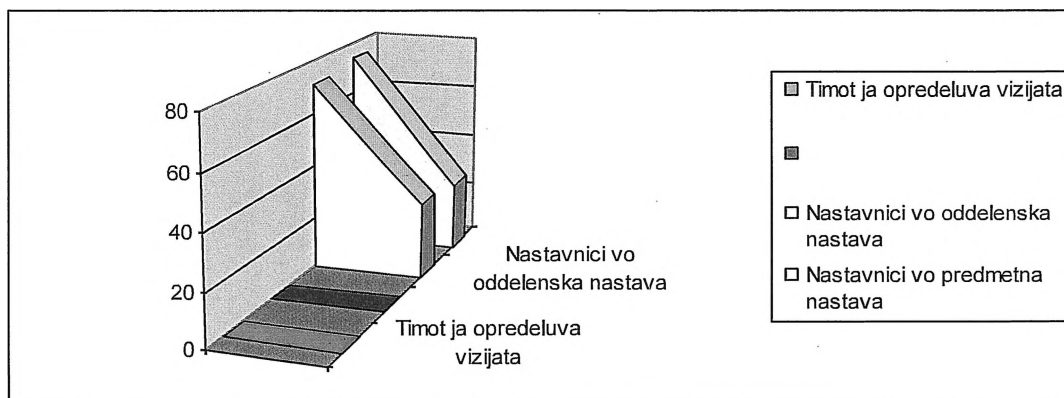 80
60
40
20
0
Nastavnici vo
oddelenska nastava
Timot ja opredeluva
vizijata
Timot ja opredeluva vizijata
Nastavnici vo oddelenska
nastava
Nastavnici vo predmetna
nastava